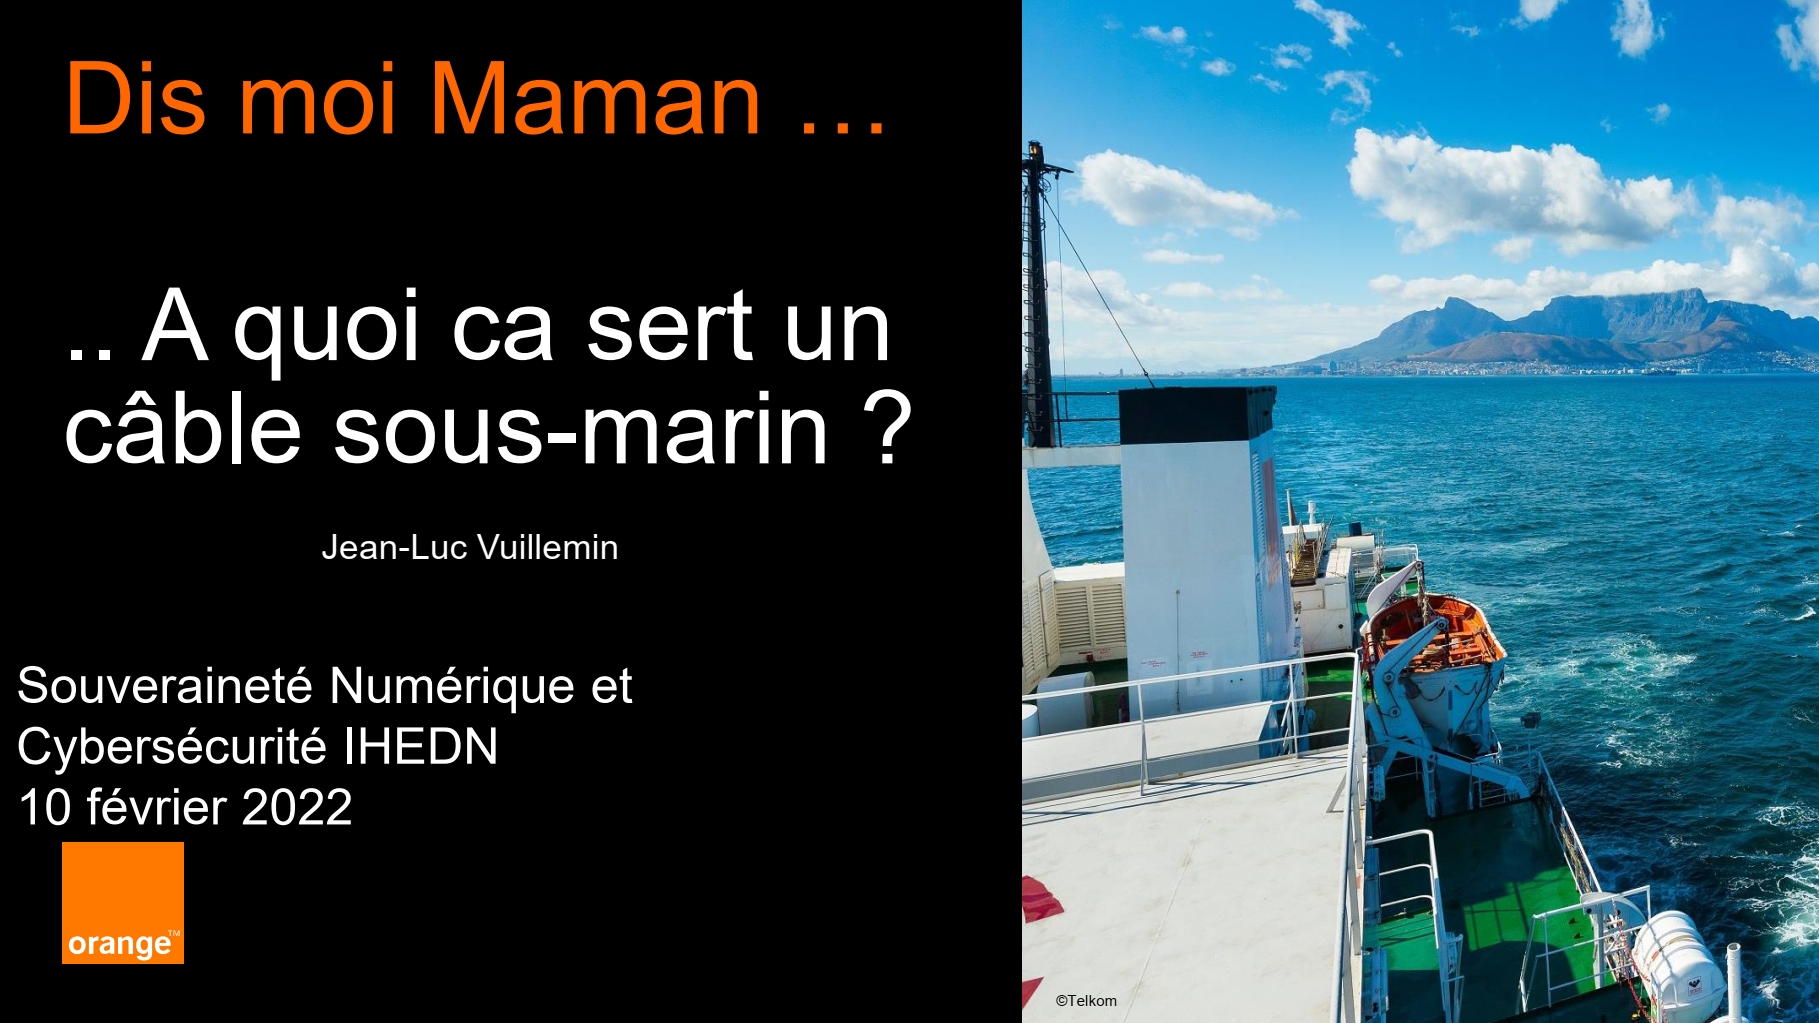 Dis moi Maman …
.. A quoi ca sert un
câble sous-marin ?
Jean-Luc Vuillemin
Souveraineté Numérique et
Cybersécurité IHEDN
10 février 2022
orange™
©Telkom